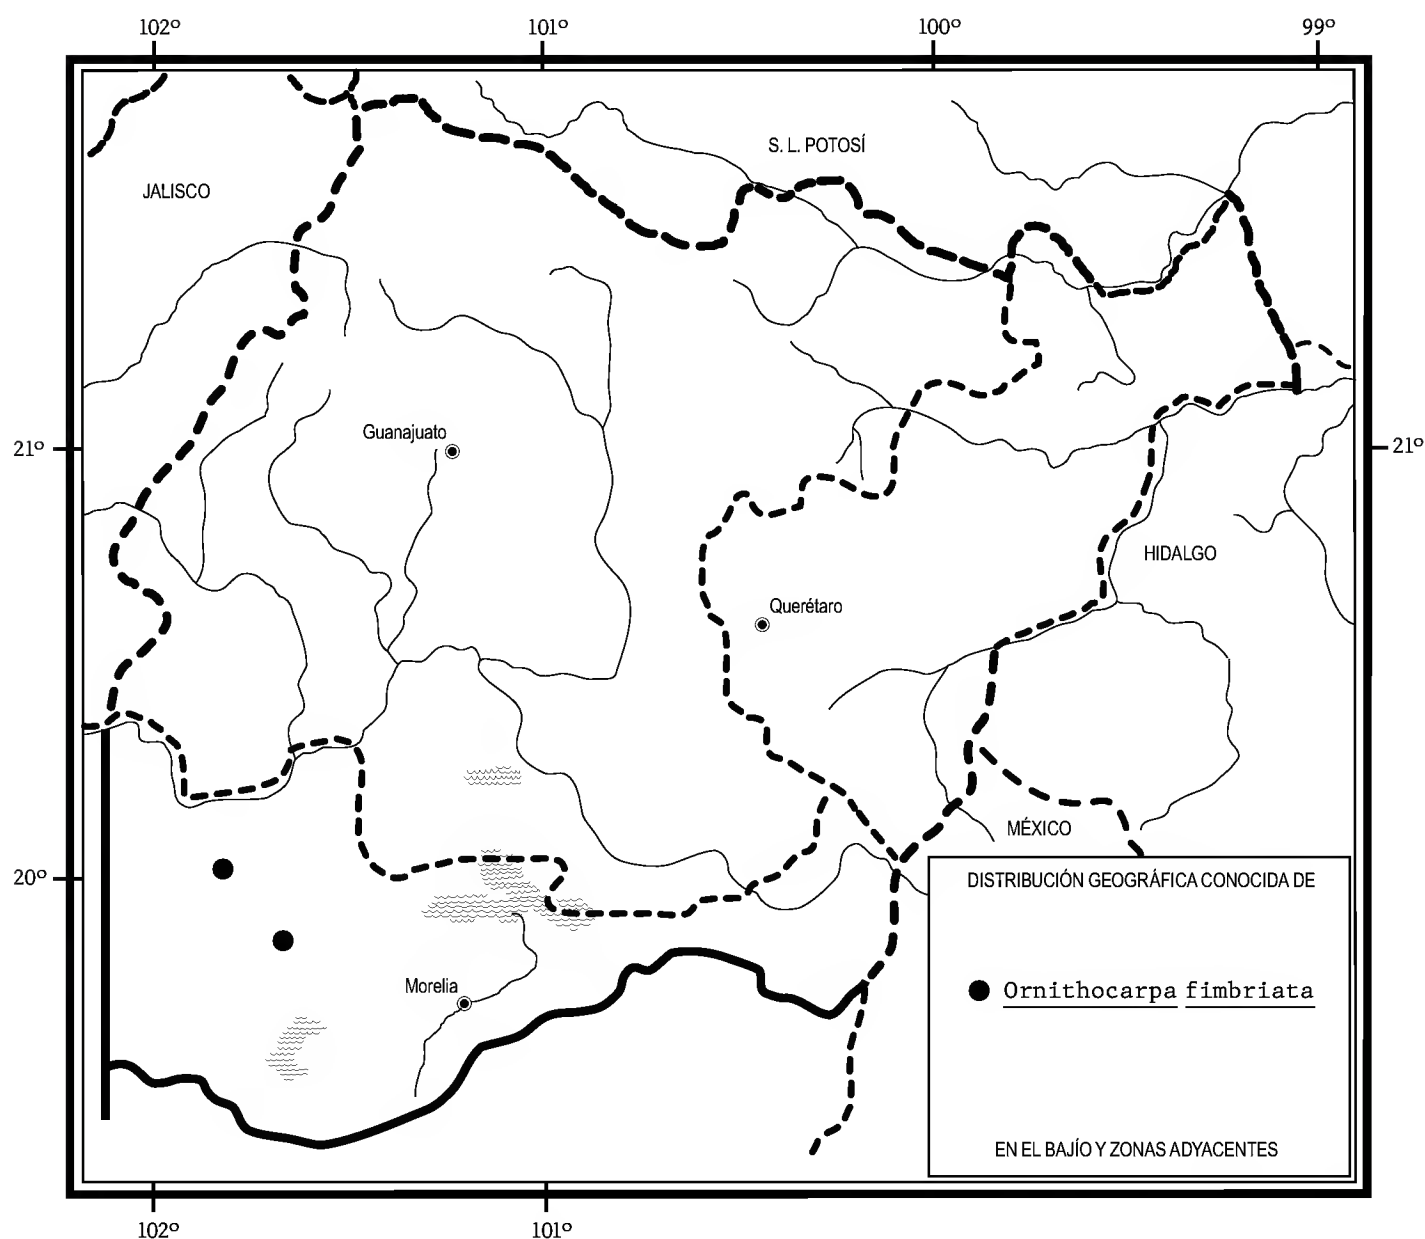 102º 101º 100º 99º
S. L. POTOSÍ
JALISCO
Guanajuato
21º 21º
HIDALGO
Querétaro
MÉXICO
20º
DISTRIBUCIÓN GEOGRÁFICA CONOCIDA DE
Morelia
Ornithocarpa fimbriata
EN EL BAJÍO Y ZONAS ADYACENTES
102º 101º